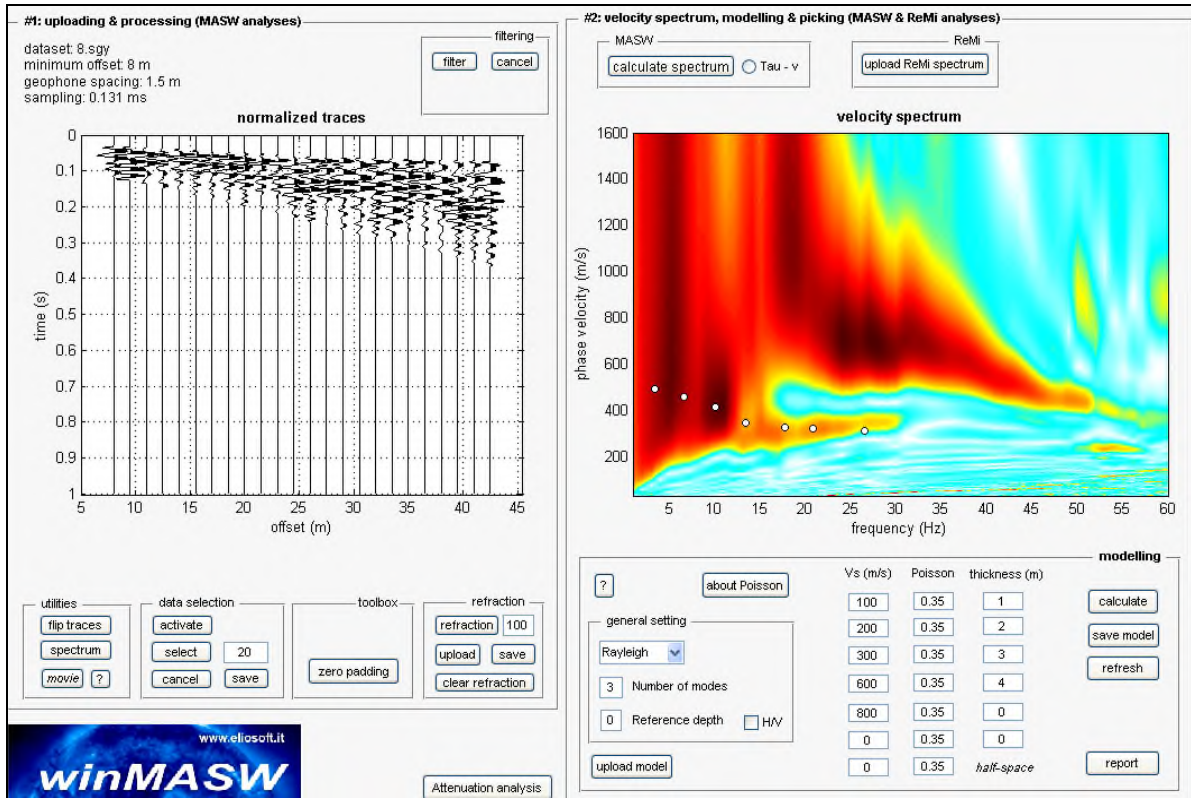 #1: uploading & processing (MASW analyses)
dataset: 8.sgy
minimum offset: 8 m
geophone spacing: 1.5 m
sampling: 0.131 ms
filtering
filter cancel
normalized traces
0
0.1
0.2
0.3
0.4
0.5
0.6
0.7
0.8
0.9
1
time (s)
5 10 15 20 25 30 35 40 45
offset (m)
utilities
flip traces
spectrum
movie ?
data selection
activate
select 20
cancel save
toolbox
zero padding
refraction
refraction 100
upload save
clear refraction
www.eliosoft.it
winMASW
Attenuation analysis
#2: velocity spectrum, modelling & picking (MASW & ReMi analyses)
MASW
calculate spectrum Tau - v
ReMi
upload ReMi spectrum
velocity spectrum
1600
1400
1200
1000
800
600
400
200
phase velocity (m/s)
5 10 15 20 25 30 35 40 45 50 55 60
frequency (Hz)
modelling
? about Poisson
general setting
Rayleigh
3 Number of modes
0 Reference depth H/V
upload model
Vs (m/s) Poisson thickness (m)
100 0.35 1
200 0.35 2
300 0.35 3
600 0.35 4
800 0.35 0
0 0.35 0
0 0.35 half-space
calculate
save model
refresh
report